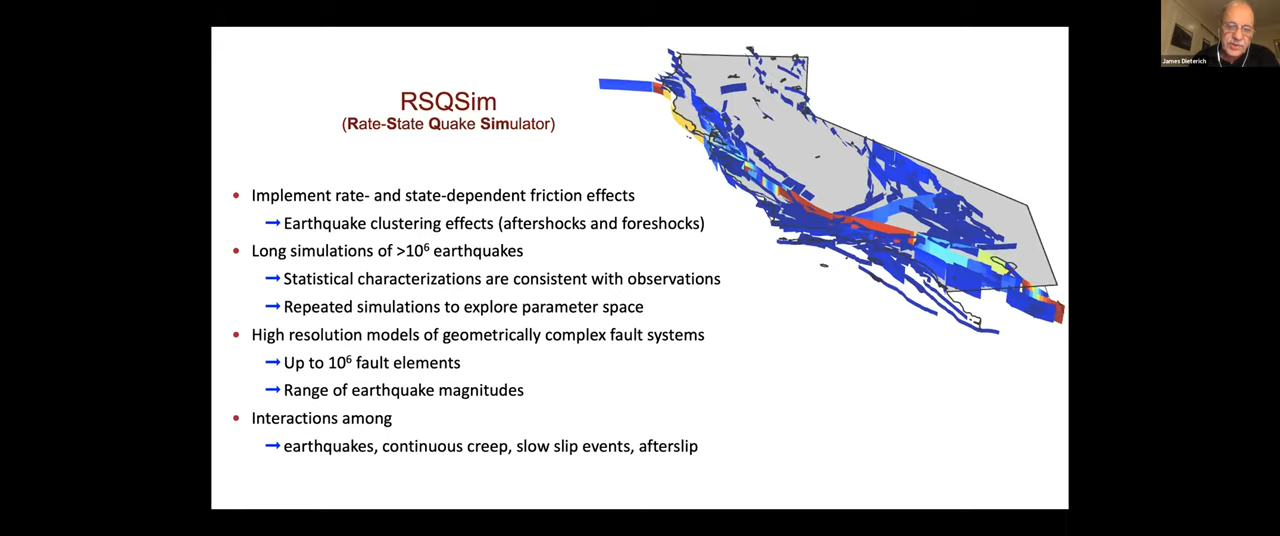 RSQSim
(Rate-State Quake Simulator)
• Implement rate- and state-dependent friction effects
→ Earthquake clustering effects (aftershocks and foreshocks)
• Long simulations of >10⁶ earthquakes
→ Statistical characterizations are consistent with observations
→ Repeated simulations to explore parameter space
• High resolution models of geometrically complex fault systems
→ Up to 10⁶ fault elements
→ Range of earthquake magnitudes
• Interactions among
→ earthquakes, continuous creep, slow slip events, afterslip
James Dieterich